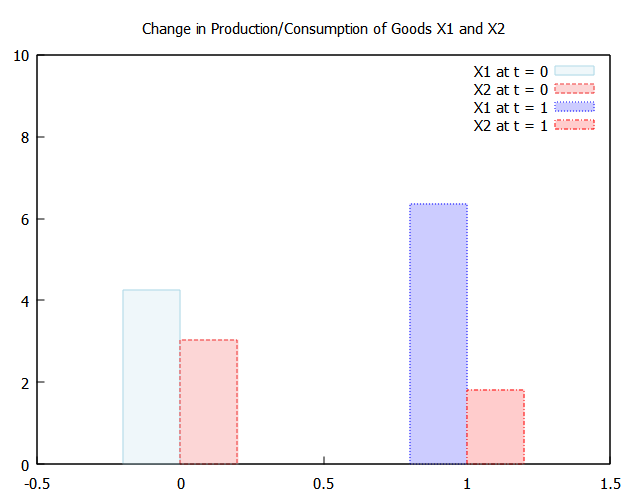 Change in Production/Consumption of Goods X1 and X2
10
8
6
4
2
0
X1 at t = 0
X2 at t = 0
X1 at t = 1
X2 at t = 1
-0.5 0 0.5 1 1.5